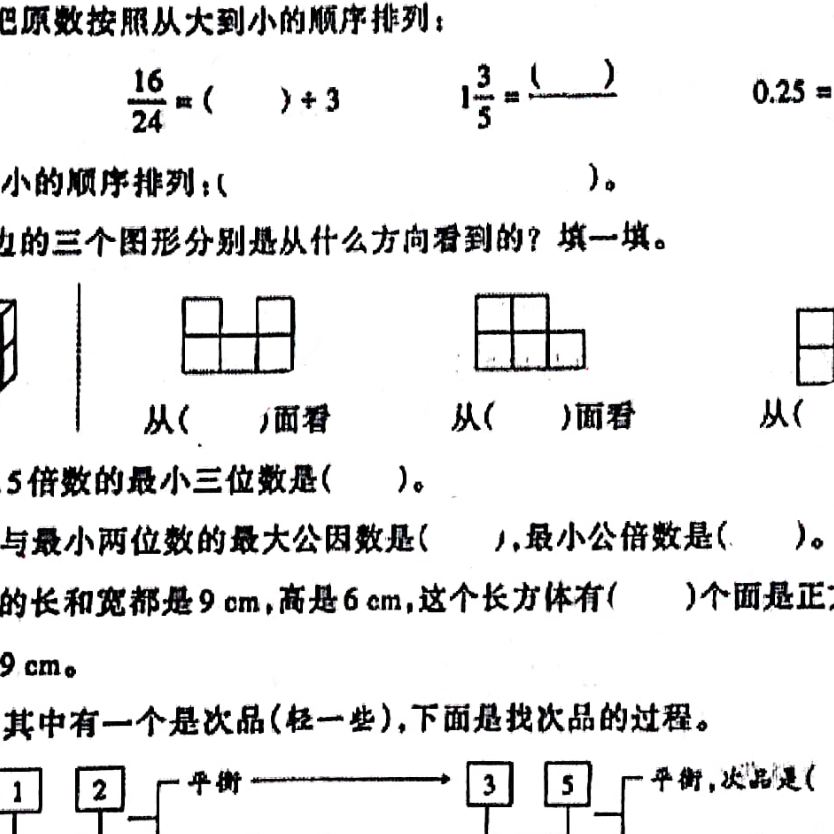 把原数按照从大到小的顺序排列:
16/24 = (  ) ÷ 3  1 3/5 = (  )/  0.25 =
小的顺序排列:(  )。
边的三个图形分别是从什么方向看到的？填一填。
从(  )面看  从(  )面看  从(
5倍数的最小三位数是(  )。
与最小两位数的最大公因数是(  ),最小公倍数是(  )。
的长和宽都是9 cm,高是6 cm,这个长方体有(  )个面是正
9 cm。
其中有一个是次品(轻一些),下面是找次品的过程。
1 2 平衡 3 5 平衡,次品是(